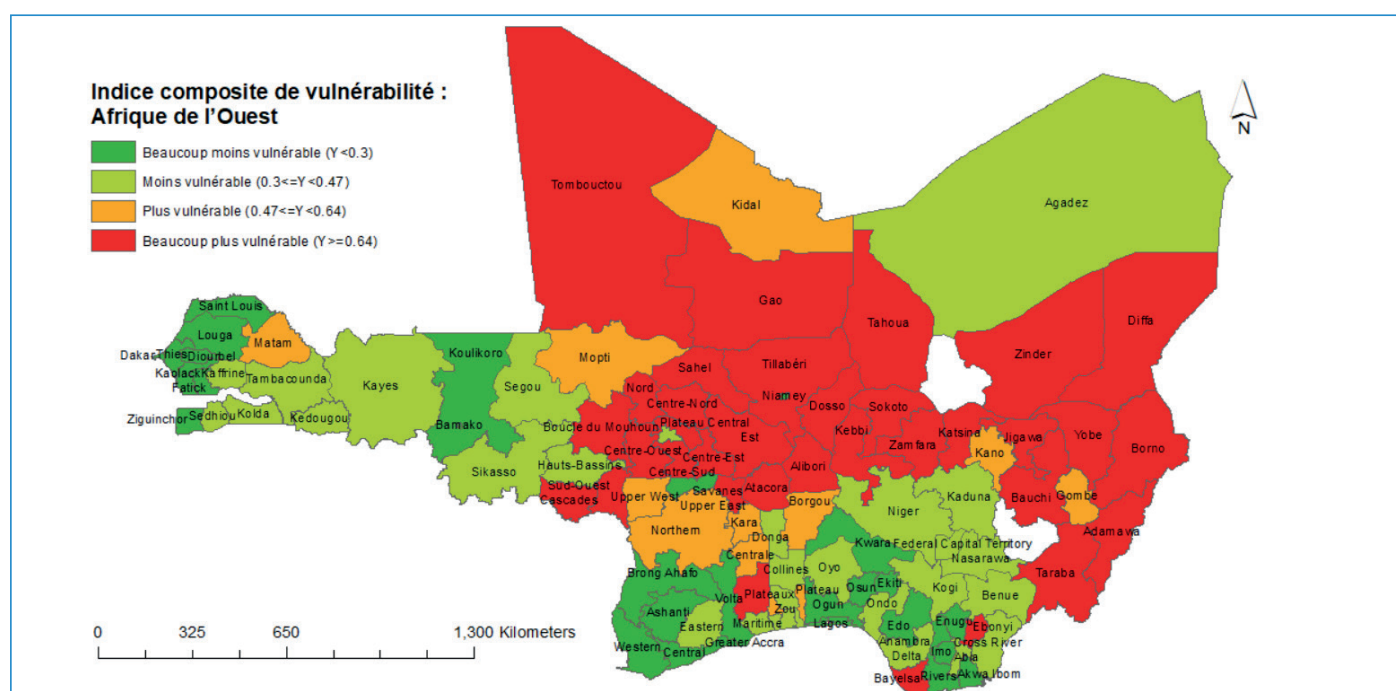 Indice composite de vulnérabilité :
Afrique de l'Ouest
Beaucoup moins vulnérable (Y<0.3)
Moins vulnérable (0.3<=Y<0.47)
Plus vulnérable (0.47<=Y<0.64)
Beaucoup plus vulnérable (Y>=0.64)
N
Tombouctou
Kidal
Agadez
Gao
Saint Louis
Louga
Matam
Tahoua
Diffa
Dakar
Thies
Diourbel
Koulikoro
Mopti
Zinder
Kaolack
Kaffrine
Fatick
Tambacounda
Kayes
Segou
Sahel
Tillabéri
Nord
Niamey
Ziguinchor
Sedhiou
Kolda
Kedougou
Bamako
Centre-Nord
Dosso
Sokoto
Boucle du Mouhoun
Plateau Central
Kebbi
Zamfara
Katsina
Jigawa
Yobe
Borno
Est
Kano
Centre-Ouest
Centre-Est
Sikasso
Hauts-Bassins
Centre-Sud
Alibori
Sud-Ouest
Cascades
Upper West
Savanes
Atacora
Kaduna
Bauchi
Gombe
Upper East
Borgou
Niger
Northern
Kara
Donga
Adamawa
Centrale
Kwara
Federal Capital Territory
Nasarawa
Brong Ahafo
Collines
Oyo
Taraba
Volta
Plateaux
Plateau
Osun
Ekiti
Kogi
Benue
Ashanti
Zou
Ogun
Ondo
Eastern
Maritime
Lagos
Edo
Enugu
Ebonyi
Western
Central
Greater Accra
Anambra
Cross River
Delta
Imo
Abia
Bayelsa
Rivers
Akwa Ibom
0 325 650 1,300 Kilometers